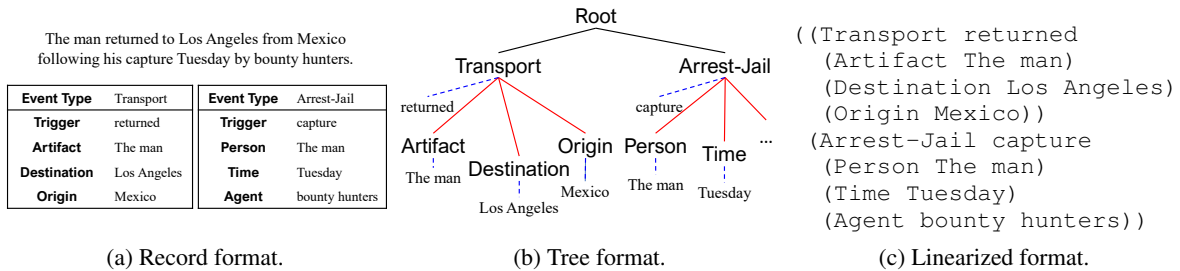 The man returned to Los Angeles from Mexico
following his capture Tuesday by bounty hunters.
Event Type Transport Event Type Arrest-Jail
Trigger returned Trigger capture
Artifact The man Person The man
Destination Los Angeles Time Tuesday
Origin Mexico Agent bounty hunters
(a) Record format.
Root
Transport Arrest-Jail
returned capture
Artifact Origin Person ...
Destination Time
The man Mexico The man Tuesday
Los Angeles
(b) Tree format.
((Transport returned
(Artifact The man)
(Destination Los Angeles)
(Origin Mexico))
(Arrest-Jail capture
(Person The man)
(Time Tuesday)
(Agent bounty hunters))
(c) Linearized format.